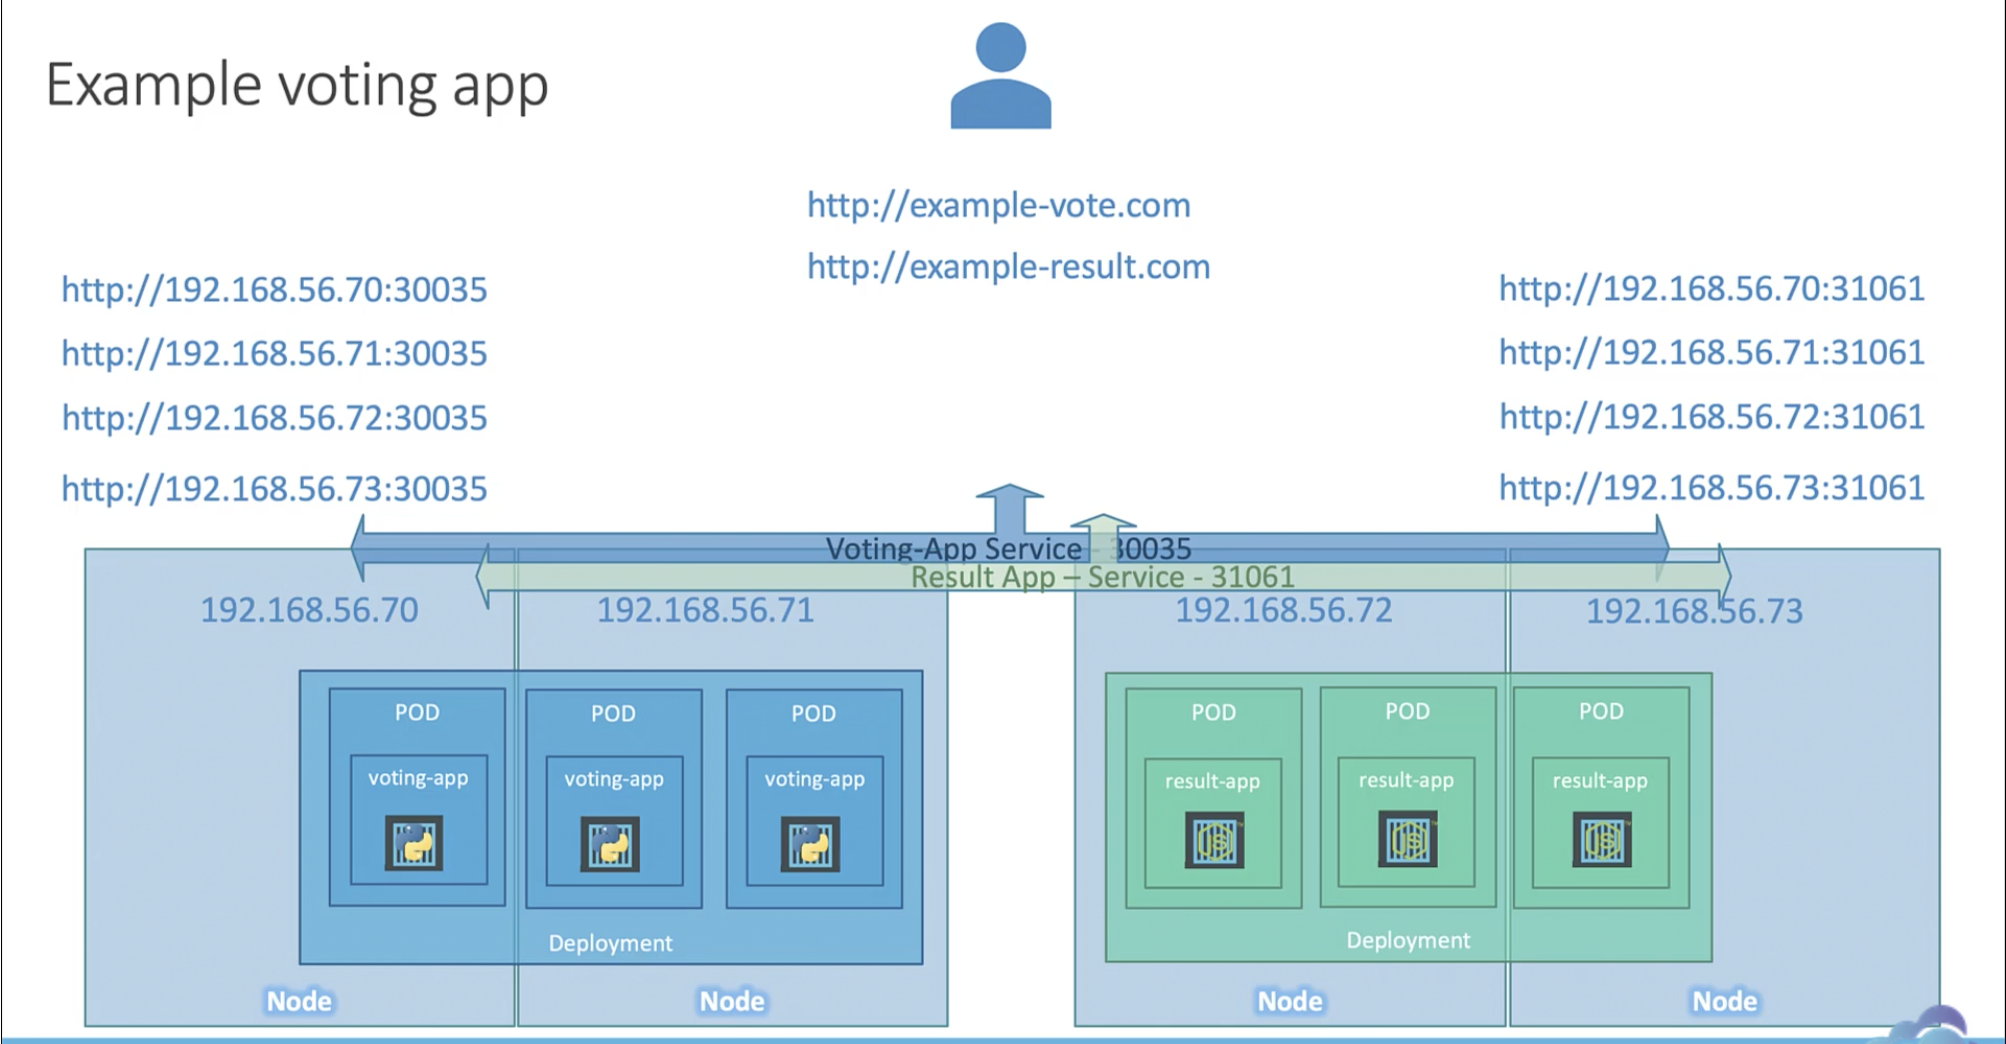 Example voting app
http://example-vote.com
http://example-result.com
http://192.168.56.70:30035
http://192.168.56.71:30035
http://192.168.56.72:30035
http://192.168.56.73:30035
http://192.168.56.70:31061
http://192.168.56.71:31061
http://192.168.56.72:31061
http://192.168.56.73:31061
Voting-App Service - 30035
Result App – Service - 31061
192.168.56.70
192.168.56.71
192.168.56.72
192.168.56.73
POD
voting-app
POD
voting-app
POD
voting-app
Deployment
POD
result-app
JS
POD
result-app
JS
POD
result-app
JS
Deployment
Node
Node
Node
Node